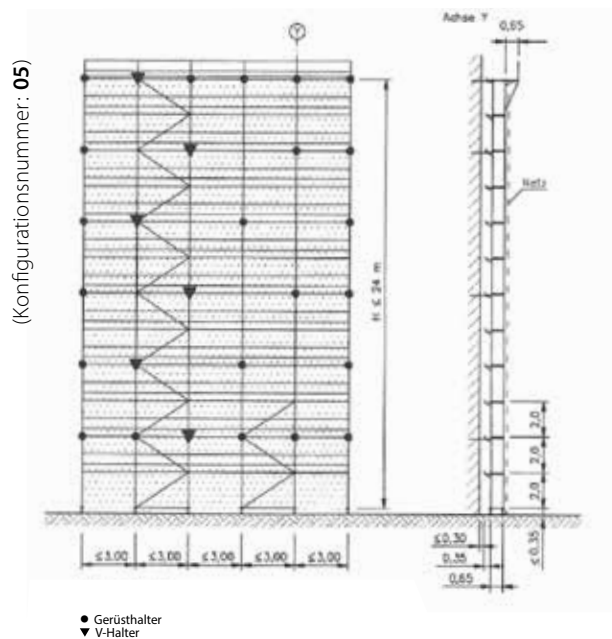 (Konfigurationsnummer: 05)
Achse Y
0,65
Y
Netz
H ≤ 24 m
2,0
2,0
2,0
≤0,35
≤0,30
0,35
0,65
≤3,00
≤3,00
≤3,00
≤3,00
≤3,00
● Gerüsthalter
▼ V-Halter